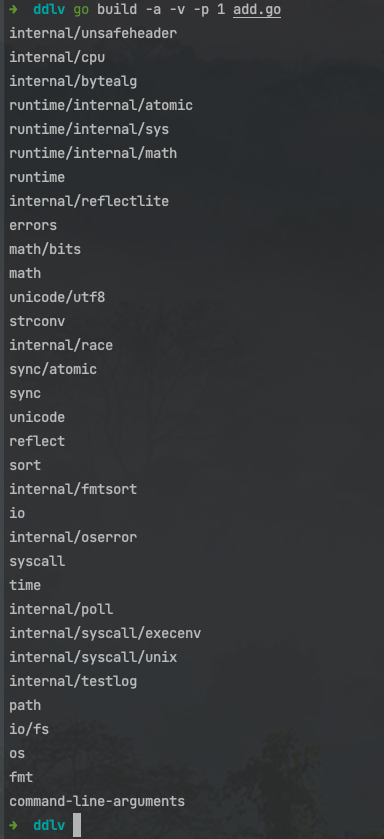 ➜ ddlv go build -a -v -p 1 add.go
internal/unsafeheader
internal/cpu
internal/bytealg
runtime/internal/atomic
runtime/internal/sys
runtime/internal/math
runtime
internal/reflectlite
errors
math/bits
math
unicode/utf8
strconv
internal/race
sync/atomic
sync
unicode
reflect
sort
internal/fmtsort
io
internal/oserror
syscall
time
internal/poll
internal/syscall/execenv
internal/syscall/unix
internal/testlog
path
io/fs
os
fmt
command-line-arguments
➜ ddlv